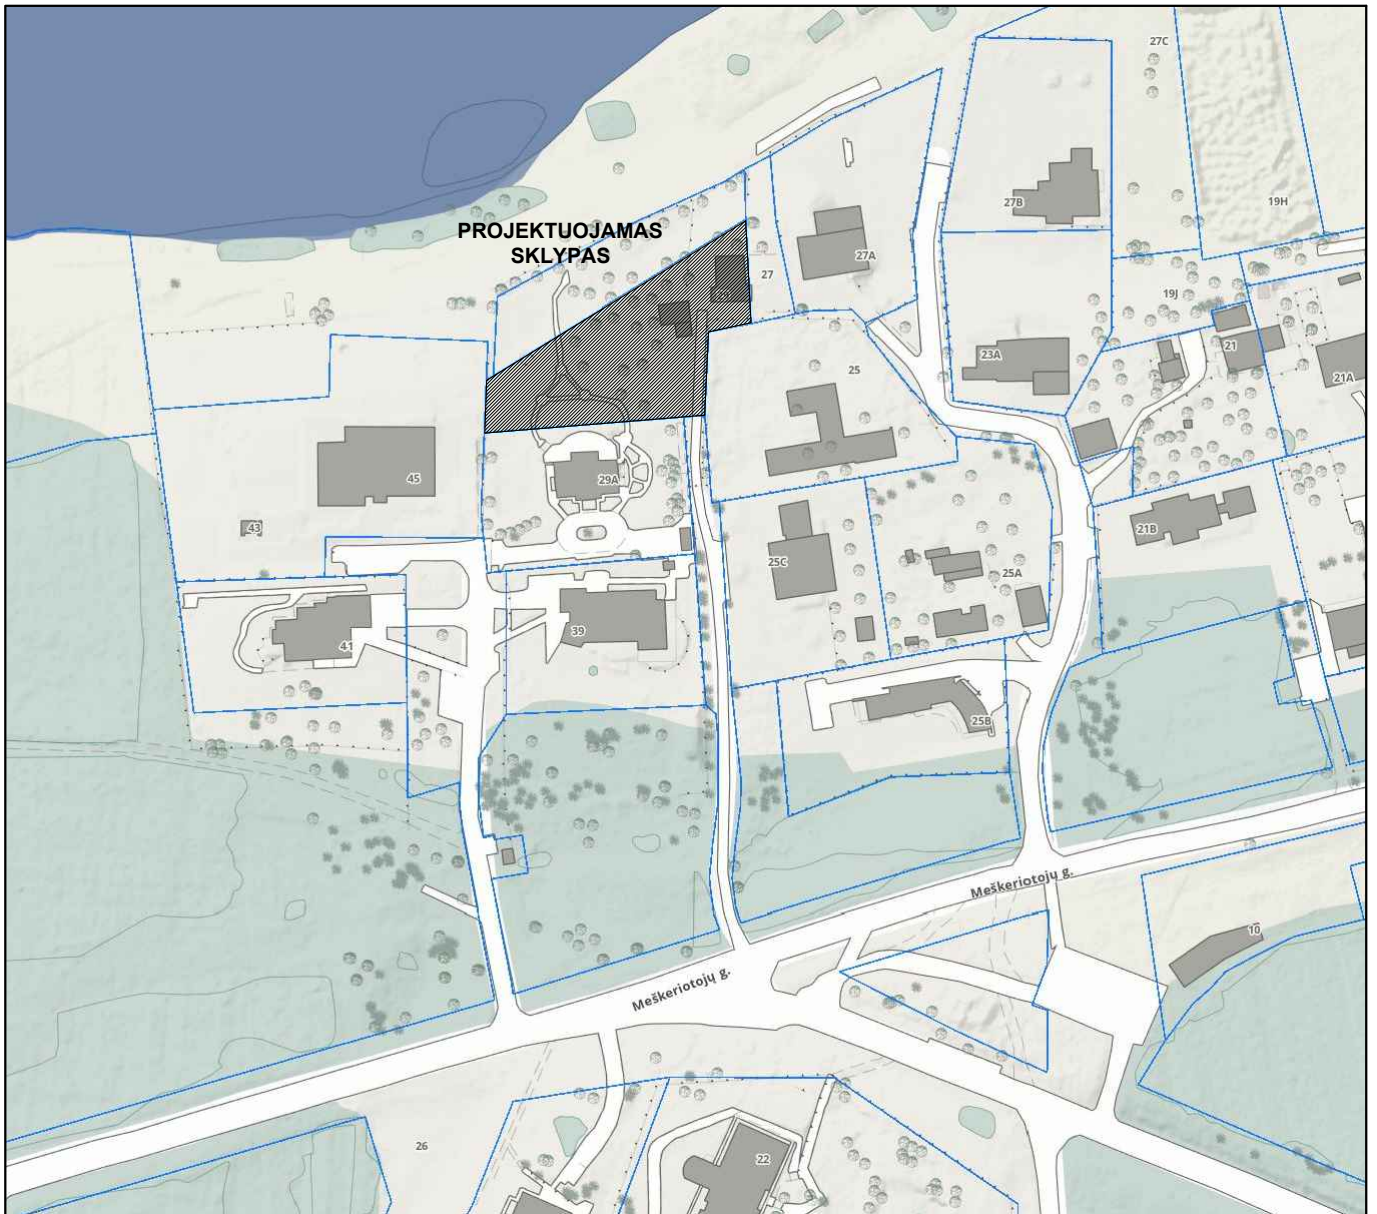 27C
19H
27B
PROJEKTUOJAMAS
SKLYPAS
27A
27
19J
21
23A
21A
25
45
29A
43
21B
25C
25A
39
41
25B
Meškeriotojų g.
10
Meškeriotojų g.
26
22